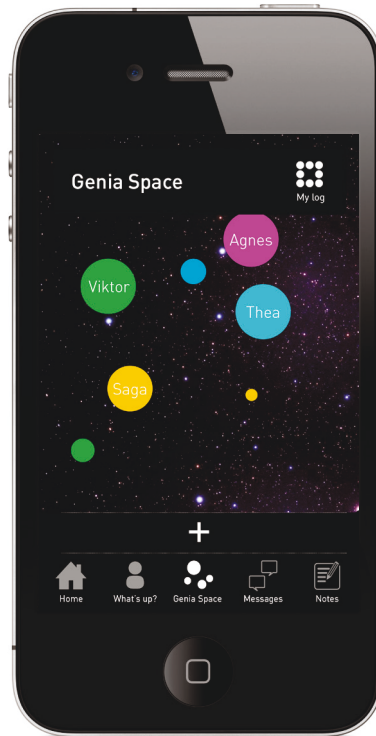 Genia Space
My log
Agnes
Viktor
Thea
Saga
+
Home What's up? Genia Space Messages Notes